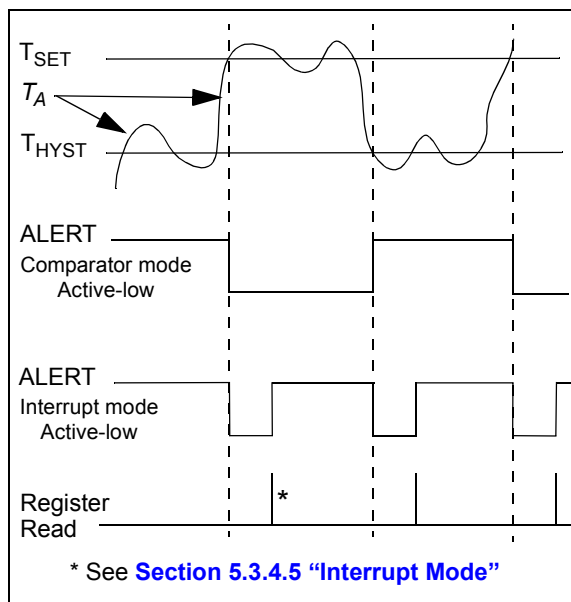 TSET
TA
THYST
ALERT
Comparator mode
Active-low
ALERT
Interrupt mode
Active-low
Register
Read
*
* See Section 5.3.4.5 “Interrupt Mode”